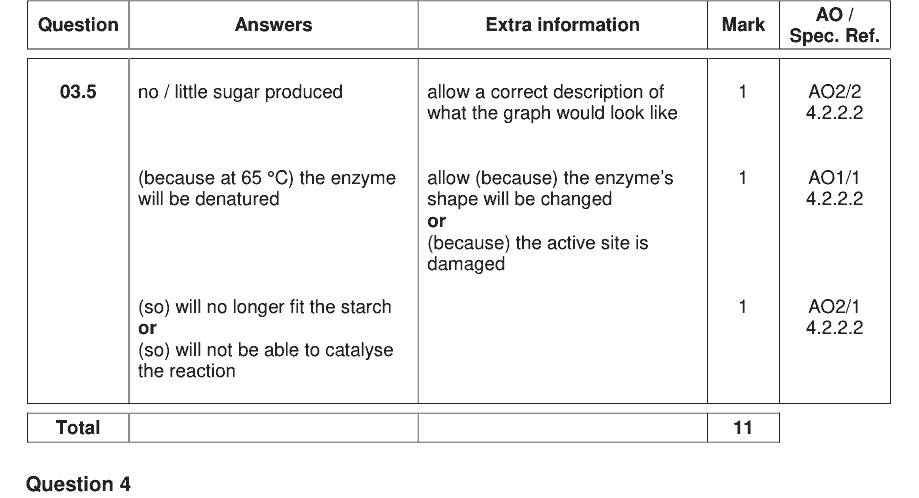 Question Answers Extra information Mark AO /
Spec. Ref.
03.5 no / little sugar produced allow a correct description of 1 AO2/2
what the graph would look like 4.2.2.2
(because at 65 °C) the enzyme allow (because) the enzyme's 1 AO1/1
will be denatured shape will be changed 4.2.2.2
or
(because) the active site is
damaged
(so) will no longer fit the starch 1 AO2/1
or 4.2.2.2
(so) will not be able to catalyse
the reaction
Total 11
Question 4